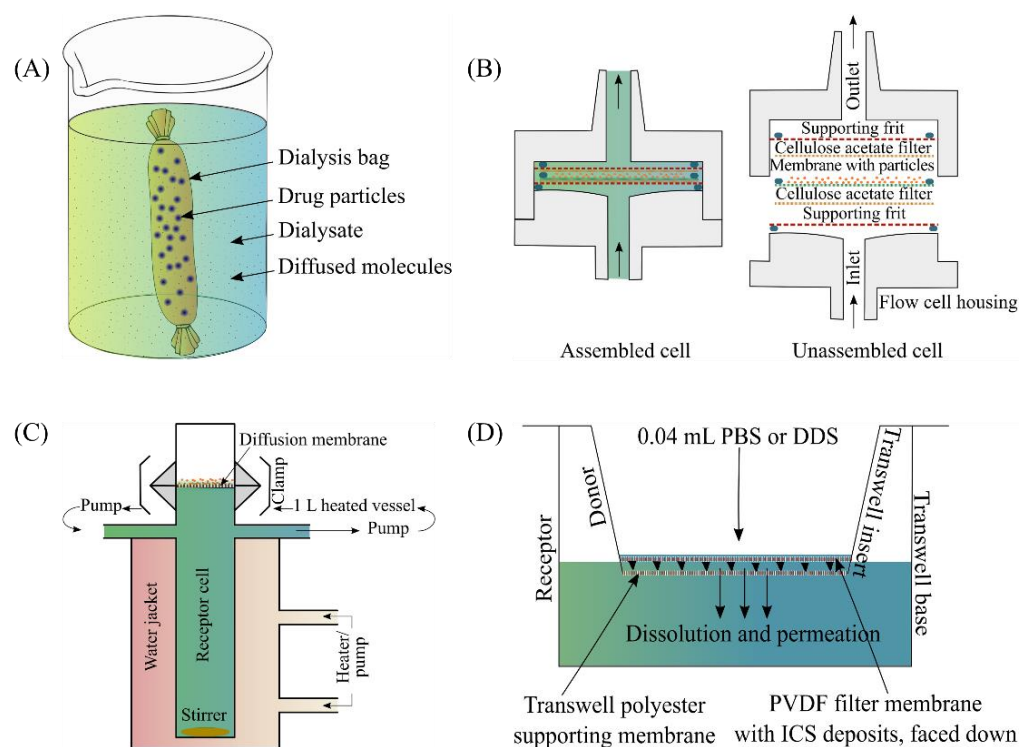 (A)
Dialysis bag
Drug particles
Dialysate
Diffused molecules
(B)
Assembled cell
Outlet
Supporting frit
Cellulose acetate filter
Membrane with particles
Cellulose acetate filter
Supporting frit
Inlet
Flow cell housing
Unassembled cell
(C)
Diffusion membrane
Clamp
Pump
1 L heated vessel
Pump
Water jacket
Receptor cell
Heater/
pump
Stirrer
(D)
0.04 mL PBS or DDS
Receptor
Donor
Transwell insert
Transwell base
Dissolution and permeation
Transwell polyester
supporting membrane
PVDF filter membrane
with ICS deposits, faced down